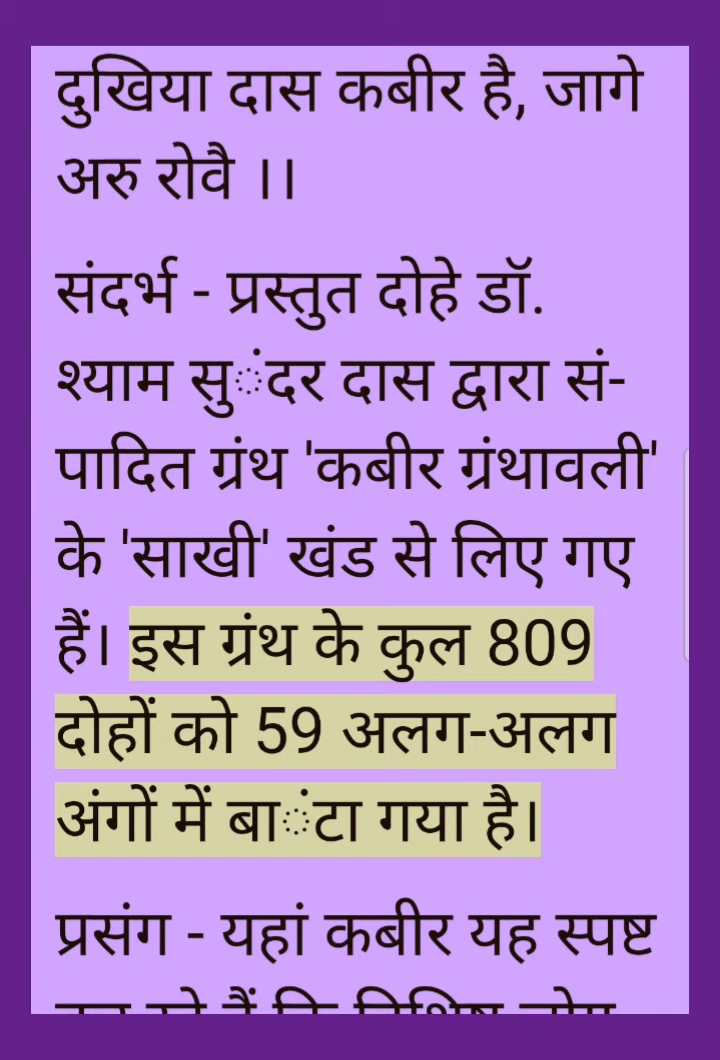 दुखिया दास कबीर है, जागे
अरु रोवै ।।
संदर्भ - प्रस्तुत दोहे डॉ.
श्याम सुंदर दास द्वारा सं-
पादित ग्रंथ 'कबीर ग्रंथावली'
के 'साखी' खंड से लिए गए
हैं। इस ग्रंथ के कुल 809
दोहों को 59 अलग-अलग
अंगों में बांटा गया है।
प्रसंग - यहां कबीर यह स्पष्ट